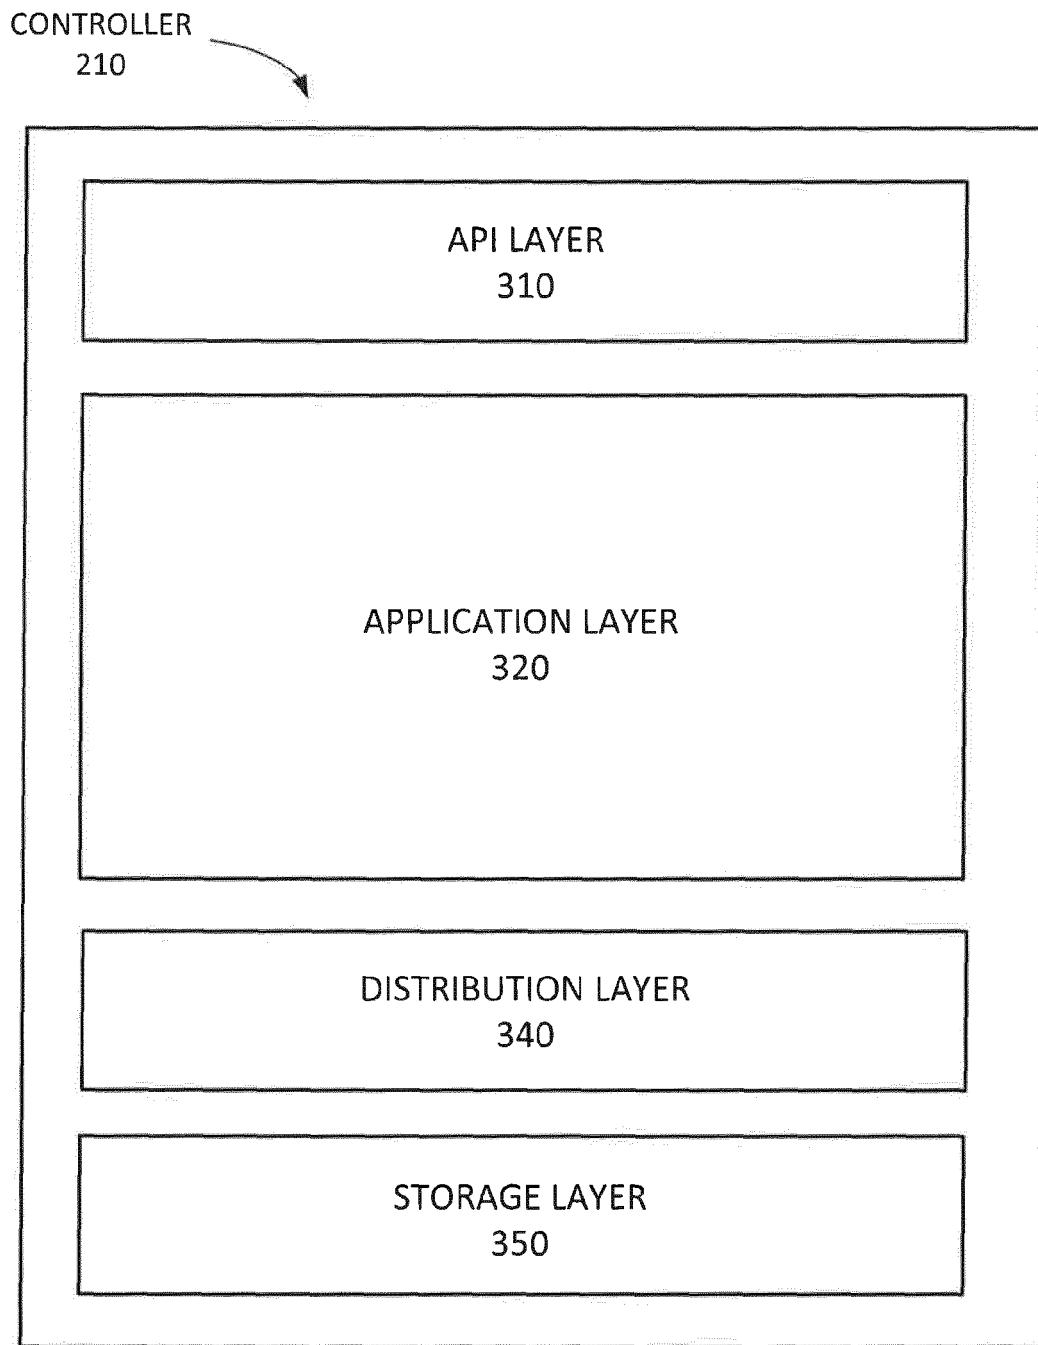 CONTROLLER
210
API LAYER
310
APPLICATION LAYER
320
DISTRIBUTION LAYER
340
STORAGE LAYER
350